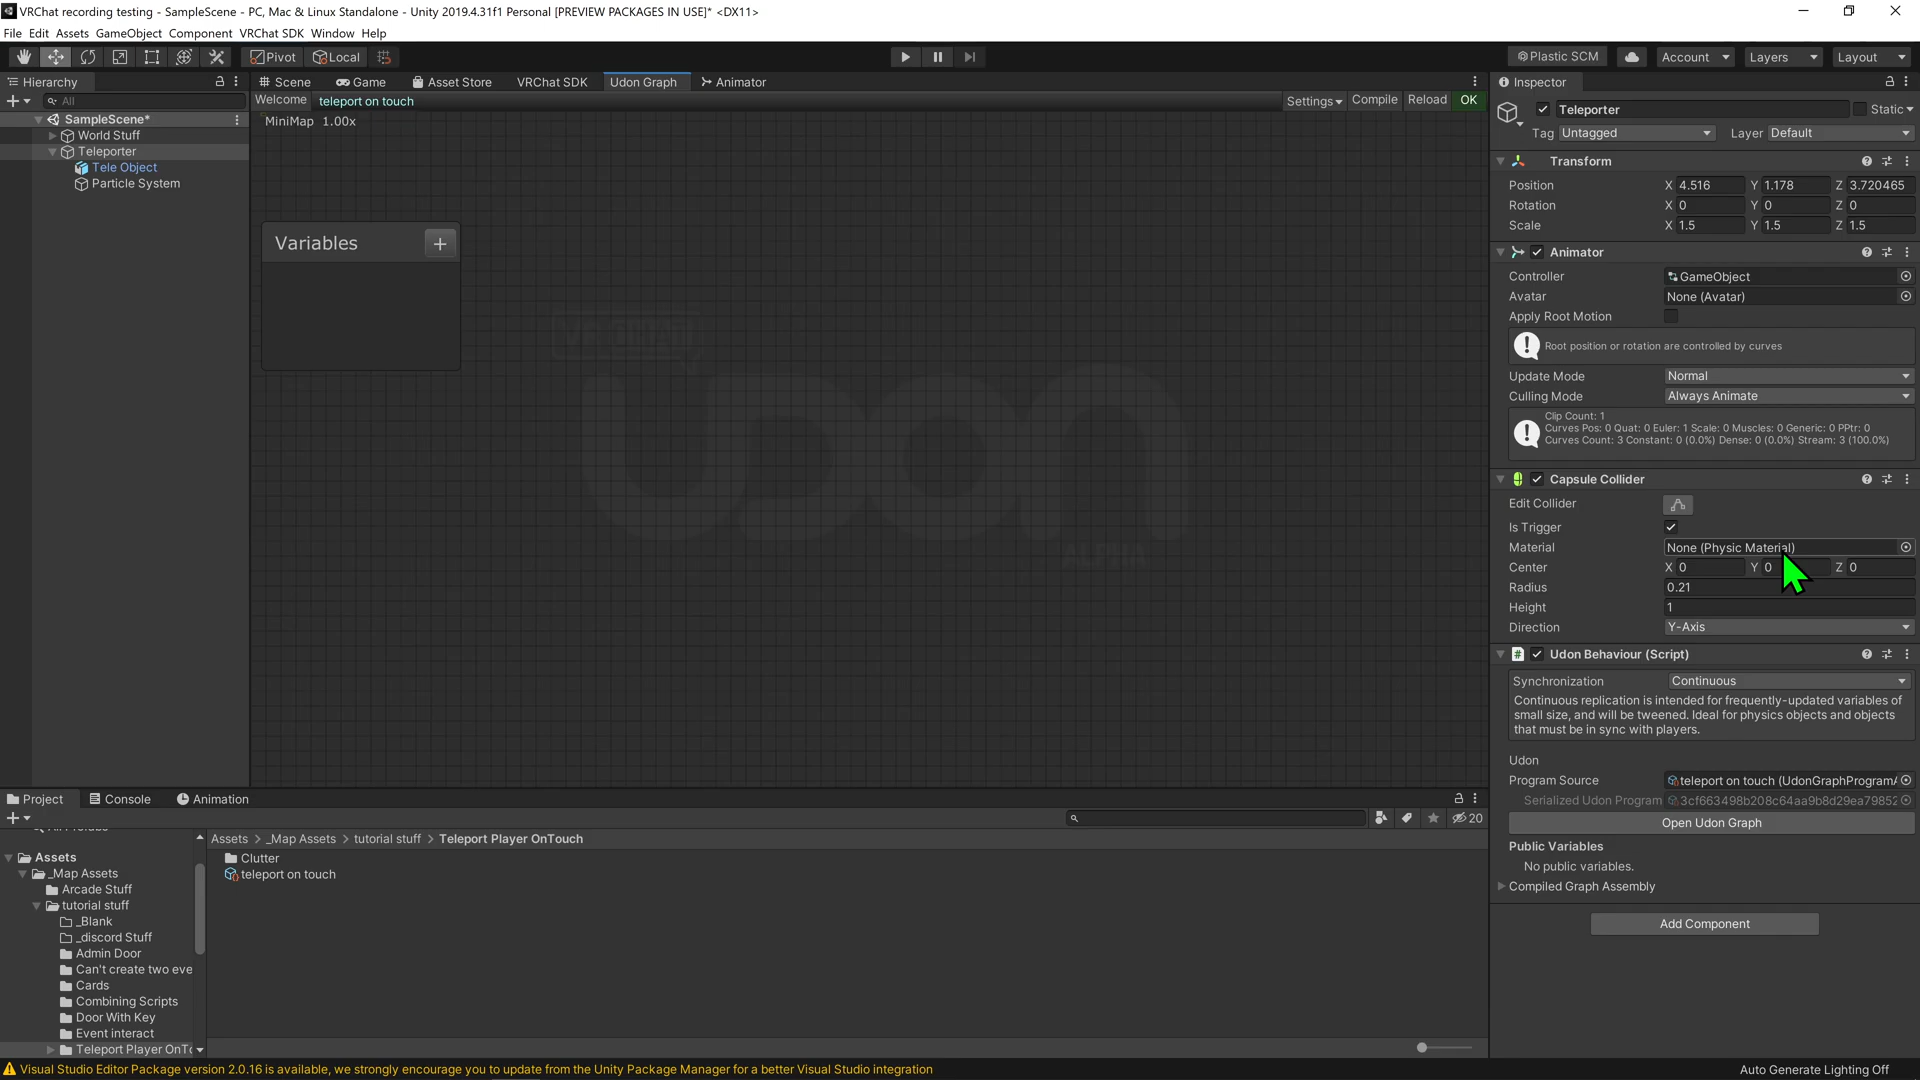 VRChat recording testing - SampleScene - PC, Mac & Linux Standalone - Unity 2019.4.31f1 Personal [PREVIEW PACKAGES IN USE]* <DX11>
File Edit Assets GameObject Component VRChat SDK Window Help
Pivot Local Plastic SCM Account Layers Layout
Hierarchy
All
SampleScene*
World Stuff
Teleporter
Tele Object
Particle System
Scene Game Asset Store VRChat SDK Udon Graph Animator
Welcome teleport on touch Settings Compile Reload OK
MiniMap 1.00x
Variables +
VRCHAT
UDON
ALPHA
Inspector
Teleporter Static
Tag Untagged Layer Default
Transform
Position X 4.516 Y 1.178 Z 3.720465
Rotation X 0 Y 0 Z 0
Scale X 1.5 Y 1.5 Z 1.5
Animator
Controller GameObject
Avatar None (Avatar)
Apply Root Motion
Root position or rotation are controlled by curves
Update Mode Normal
Culling Mode Always Animate
Clip Count: 1
Curves Pos: 0 Quat: 0 Euler: 1 Scale: 0 Muscles: 0 Generic: 0 PPtr: 0
Curves Count: 3 Constant: 0 (0.0%) Dense: 0 (0.0%) Stream: 3 (100.0%)
Capsule Collider
Edit Collider
Is Trigger
Material None (Physic Material)
Center X 0 Y 0 Z 0
Radius 0.21
Height 1
Direction Y-Axis
Udon Behaviour (Script)
Synchronization Continuous
Continuous replication is intended for frequently-updated variables of
small size, and will be tweened. Ideal for physics objects and objects
that must be in sync with players.
Udon
Program Source teleport on touch (UdonGraphProgramA
Serialized Udon Program 3cf663498b208c64aa9b8d29ea79852
Open Udon Graph
Public Variables
No public variables.
Compiled Graph Assembly
Add Component
Project Console Animation
20
Assets > _Map Assets > tutorial stuff > Teleport Player OnTouch
Clutter
teleport on touch
Assets
_Map Assets
Arcade Stuff
tutorial stuff
_Blank
_discord Stuff
Admin Door
Can't create two eve
Cards
Combining Scripts
Door With Key
Event interact
Teleport Player OnTo
Visual Studio Editor Package version 2.0.16 is available, we strongly encourage you to update from the Unity Package Manager for a better Visual Studio integration
Auto Generate Lighting Off